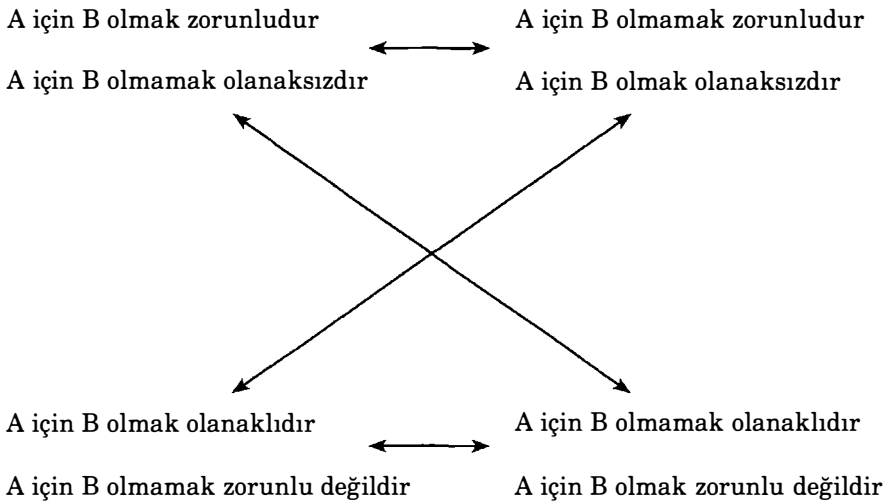 A için B olmak zorunludur
A için B olmamak zorunludur
A için B olmamak olanaksızdır
A için B olmak olanaksızdır
A için B olmak olanaklıdır
A için B olmamak olanaklıdır
A için B olmamak zorunlu değildir
A için B olmak zorunlu değildir